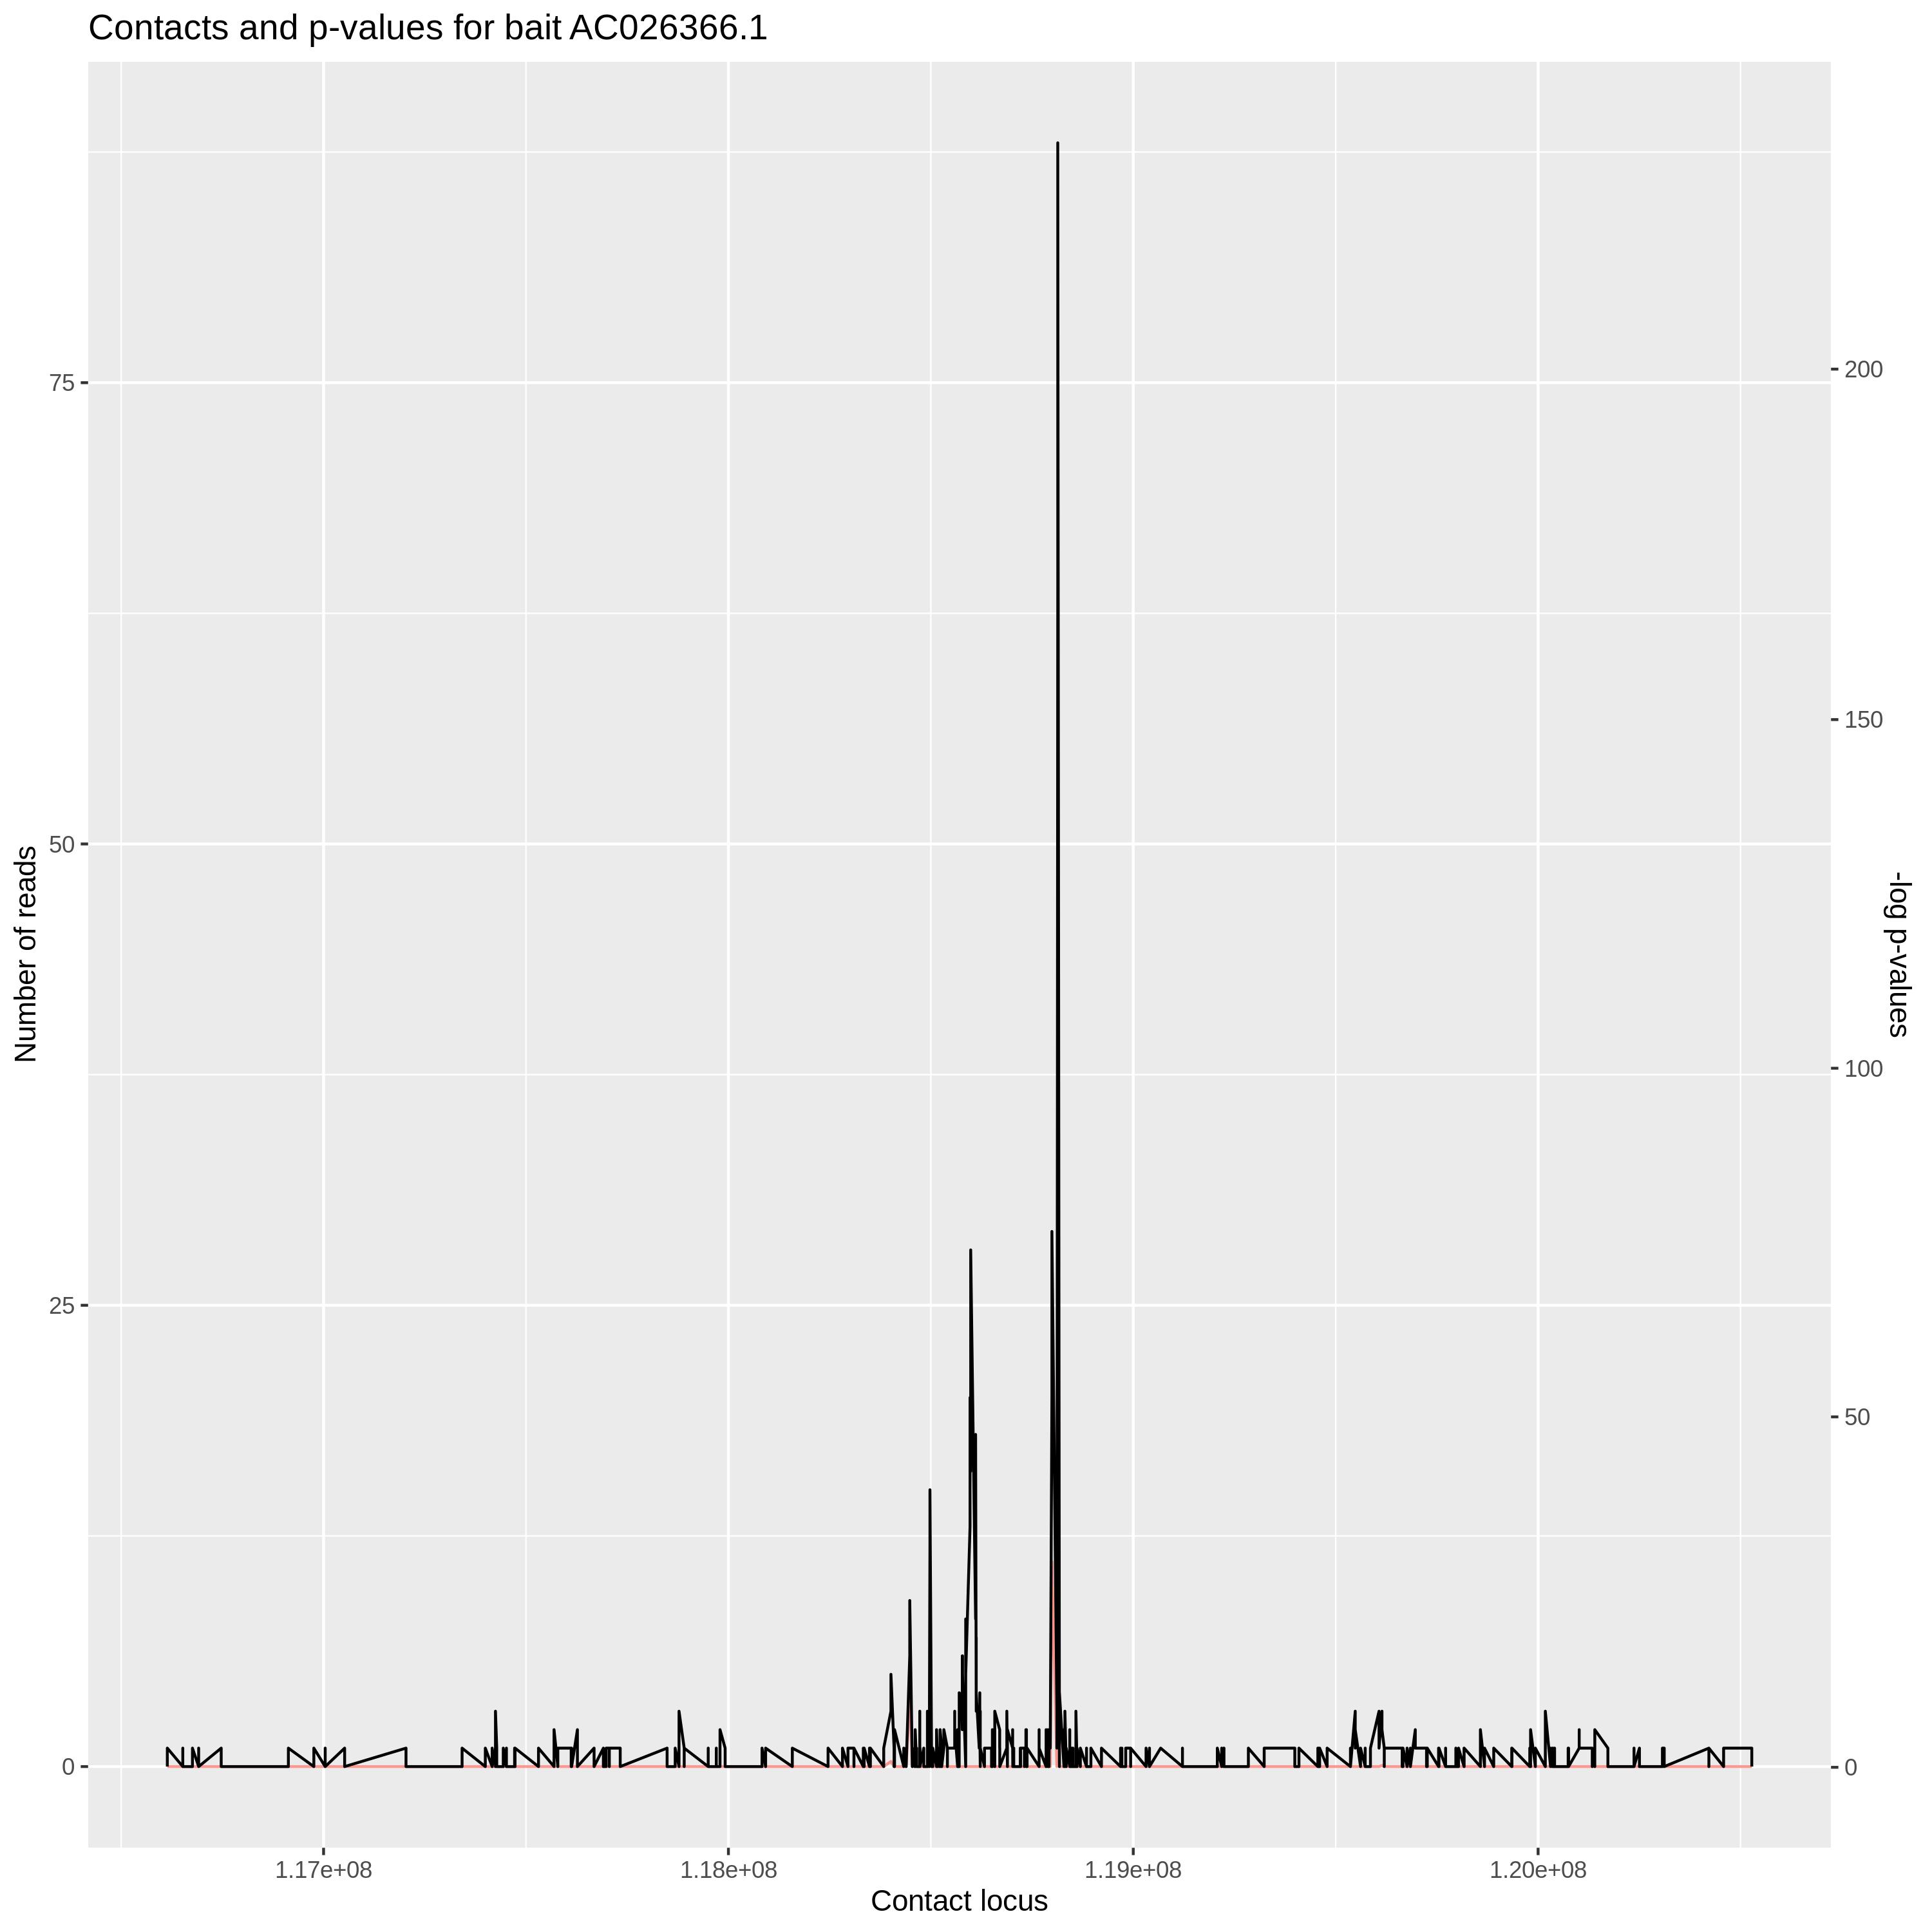 Contacts and p-values for bait AC026366.1
75
50
25
0
Number of reads
200
150
100
50
0
-log p-values
1.17e+08 1.18e+08 1.19e+08 1.20e+08
Contact locus